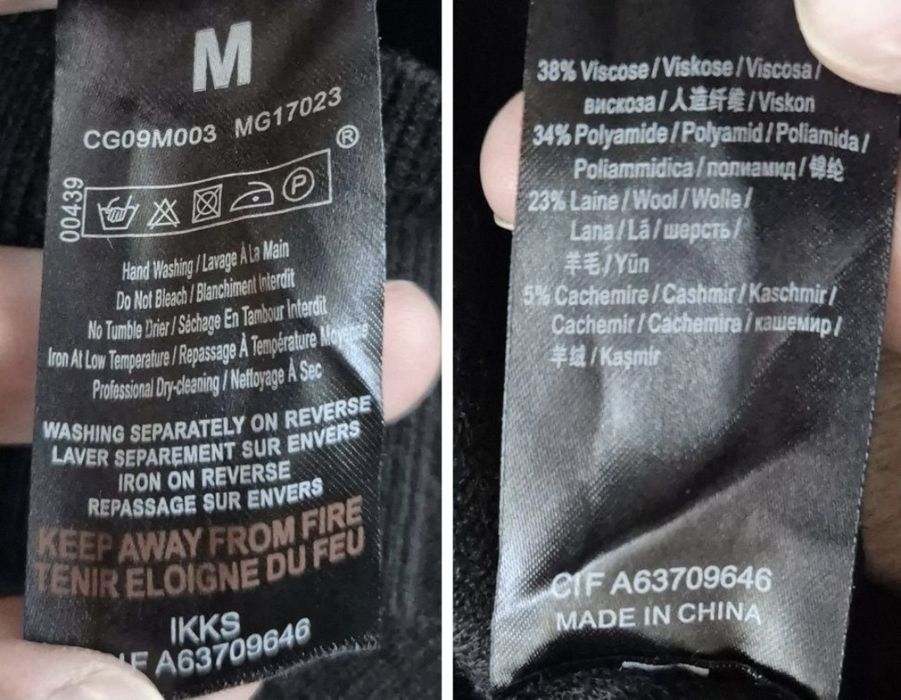 M
CG09M003 MG17023
®
00439
P
Hand Washing / Lavage À La Main
Do Not Bleach / Blanchiment Interdit
No Tumble Drier / Séchage En Tambour Interdit
Iron At Low Temperature / Repassage À Température
Professional Dry-cleaning / Nettoyage À Sec
WASHING SEPARATELY ON REVERSE
LAVER SEPAREMENT SUR ENVERS
IRON ON REVERSE
REPASSAGE SUR ENVERS
KEEP AWAY FROM FIRE
TENIR ELOIGNE DU FEU
IKKS
A63709646
38% Viscose / Viskose / Viscosa /
вискоза / 人造纤维 / Viskon
34% Polyamide / Polyamid / Poliamida /
Poliammidica / полиамид / 锦纶
23% Laine / Wool / Wolle /
Lana / Lã / шерсть /
羊毛 / Yün
5% Cachemire / Cashmir / Kaschmir /
Cachemir / Cachemira / кашемир /
羊绒 / Kaşmir
CIF A63709646
MADE IN CHINA